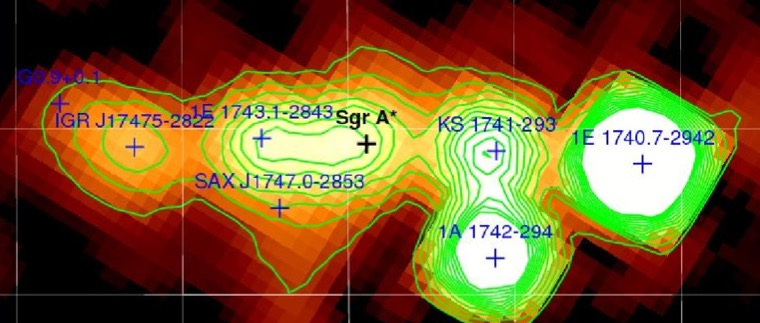 G0.9+0.1
IGR J17475-2822
1E 1743.1-2843
Sgr A*
KS 1741-293
1E 1740.7-2942
SAX J1747.0-2853
1A 1742-294